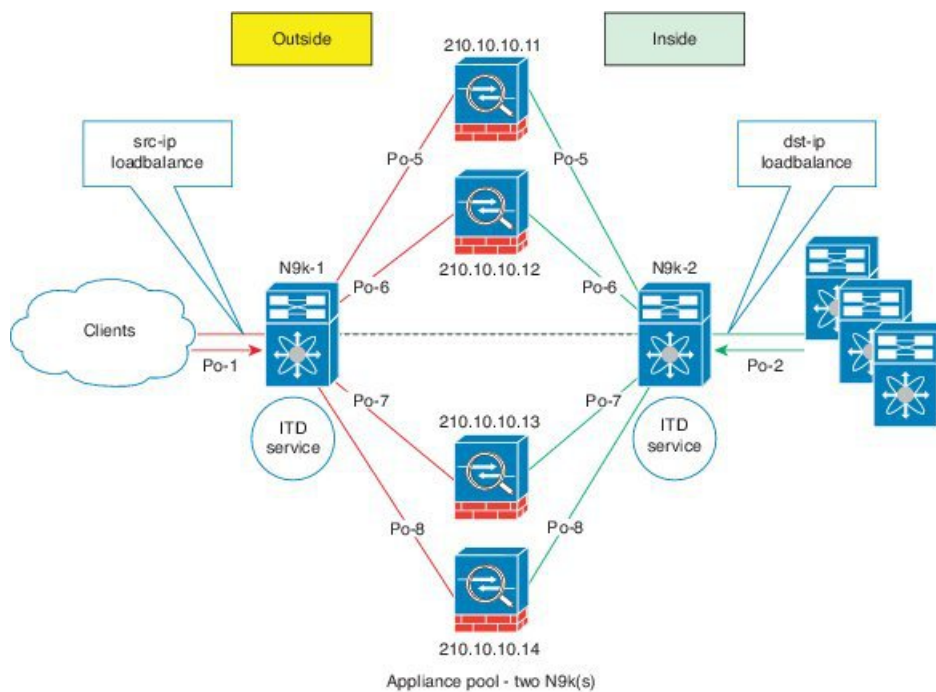 Outside
210.10.10.11
Inside
src-ip
loadbalance
dst-ip
loadbalance
Po-5
Po-5
N9k-1
210.10.10.12
N9k-2
Po-6
Po-6
Clients
Po-1
Po-2
Po-7
Po-7
ITD
service
210.10.10.13
ITD
service
Po-8
Po-8
210.10.10.14
Appliance pool - two N9k(s)